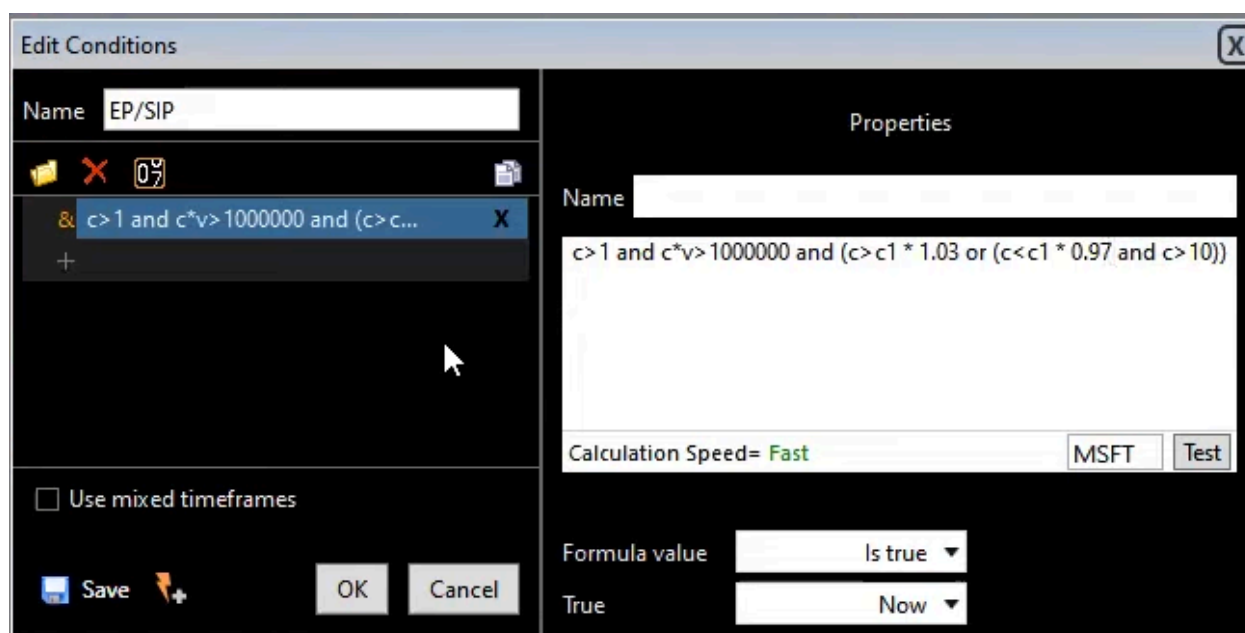 Edit Conditions
X
Name EP/SIP
& c>1 and c*v>1000000 and (c>c... X
+
Use mixed timeframes
Save
OK Cancel
Properties
Name
c>1 and c*v>1000000 and (c>c1 * 1.03 or (c<c1 * 0.97 and c>10))
Calculation Speed= Fast MSFT Test
Formula value Is true
True Now